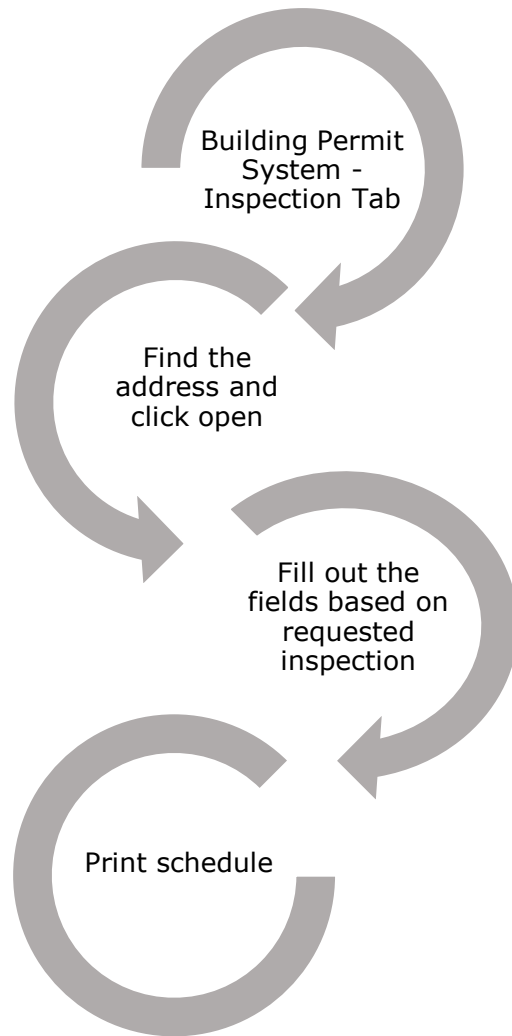 Building Permit
System -
Inspection Tab
Find the
address and
click open
Fill out the
fields based on
requested
inspection
Print schedule